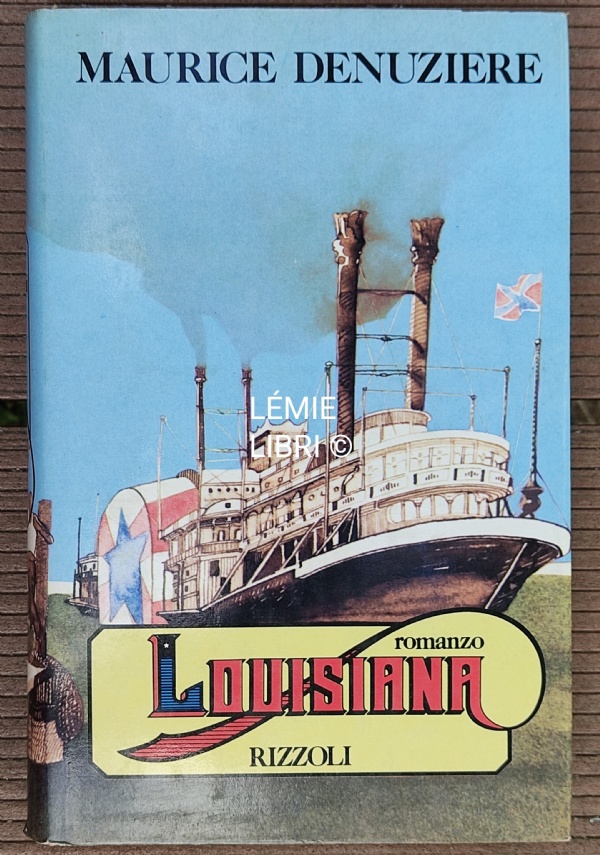 MAURICE DENUZIERE
LÉMIE
LIBRI ©
romanzo
LOUISIANA
RIZZOLI